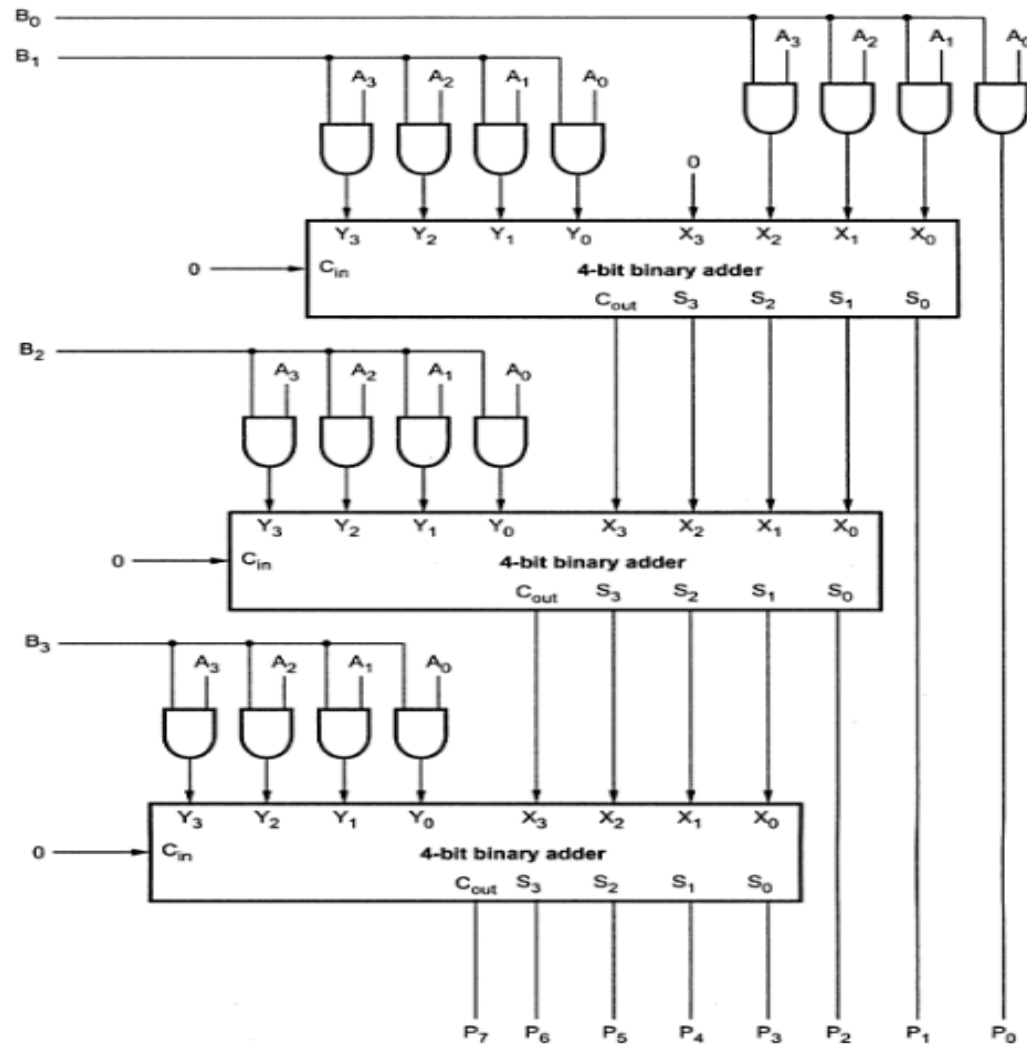 B₀
A₃ A₂ A₁ A₀
B₁
A₃ A₂ A₁ A₀
0
Y₃ Y₂ Y₁ Y₀ X₃ X₂ X₁ X₀
0 Cin 4-bit binary adder
Cout S₃ S₂ S₁ S₀
B₂
A₃ A₂ A₁ A₀
Y₃ Y₂ Y₁ Y₀ X₃ X₂ X₁ X₀
0 Cin 4-bit binary adder
Cout S₃ S₂ S₁ S₀
B₃
A₃ A₂ A₁ A₀
Y₃ Y₂ Y₁ Y₀ X₃ X₂ X₁ X₀
0 Cin 4-bit binary adder
Cout S₃ S₂ S₁ S₀
P₇ P₆ P₅ P₄ P₃ P₂ P₁ P₀